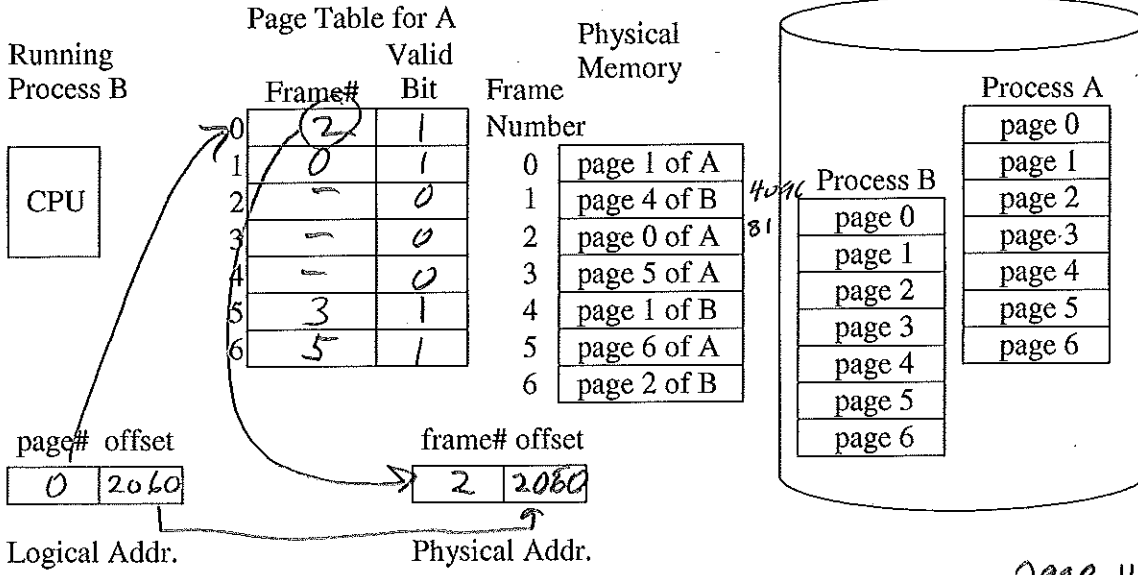 Page Table for A
Running
Process B
Valid
Bit
Frame#
Physical
Memory
Frame
Number
CPU
0 2 1
1 0 1
2 - 0
3 - 0
4 - 0
5 3 1
6 5 1
0 page 1 of A
1 page 4 of B
2 page 0 of A
3 page 5 of A
4 page 1 of B
5 page 6 of A
6 page 2 of B
4096
81
Process B
page 0
page 1
page 2
page 3
page 4
page 5
page 6
Process A
page 0
page 1
page 2
page 3
page 4
page 5
page 6
page# offset
0 2060
Logical Addr.
frame# offset
2 2060
Physical Addr.